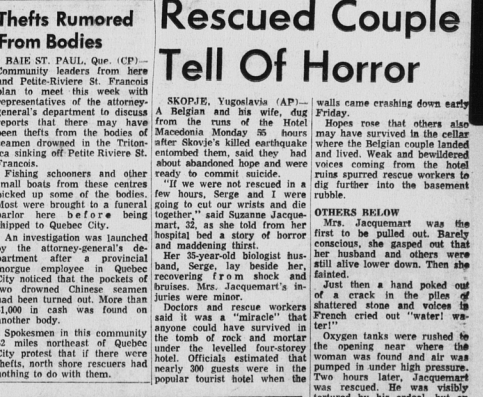 Thefts Rumored
From Bodies
BAIE ST. PAUL, Que. (CP)—
Community leaders from here
and Petite-Riviere St. Francois
plan to meet this week with
representatives of the attorney-
general's department to discuss
reports that there may have
been thefts from the bodies of
seamen drowned in the Triton-
ca sinking off Petite Riviere St.
Francois.
Fishing schooners and other
small boats from these centres
picked up some of the bodies.
Most were brought to a funeral
parlor here before being
shipped to Quebec City.
An investigation was launched
by the attorney-general's de-
partment after a provincial
morgue employee in Quebec
City noticed that the pockets of
two drowned Chinese seamen
had been turned out. More than
$1,000 in cash was found on
another body.
Spokesmen in this community
miles northeast of Quebec
City protest that if there were
thefts, north shore rescuers had
nothing to do with them.
Rescued Couple
Tell Of Horror
SKOPJE, Yugoslavia (AP)—
A Belgian and his wife, dug
from the runs of the Hotel
Macedonia Monday 55 hours
after Skovje's killed earthquake
entombed them, said they had
about abandoned hope and were
ready to commit suicide.
"If we were not rescued in a
few hours, Serge and I were
going to cut our wrists and die
together," said Suzanne Jacque-
mart, 32, as she told from her
hospital bed a story of horror
and maddening thirst.
Her 35-year-old biologist hus-
band, Serge, lay beside her,
recovering from shock and
bruises. Mrs. Jacquemart's in-
juries were minor.
Doctors and rescue workers
said it was a "miracle" that
anyone could have survived in
the tomb of rock and mortar
under the levelled four-storey
hotel. Officials estimated that
nearly 300 guests were in the
popular tourist hotel when the
walls came crashing down early
Friday.
Hopes rose that others also
may have survived in the cellar
where the Belgian couple landed
and lived. Weak and bewildered
voices coming from the hotel
ruins spurred rescue workers to
dig further into the basement
rubble.
OTHERS BELOW
Mrs. Jacquemart was the
first to be pulled out. Barely
conscious, she gasped out that
her husband and others were
still alive lower down. Then she
fainted.
Just then a hand poked out
of a crack in the piles of
shattered stone and voices in
French cried out "water! wa-
ter!"
Oxygen tanks were rushed to
the opening near where the
woman was found and air was
pumped in under high pressure.
Two hours later, Jacquemart
was rescued. He was visibly